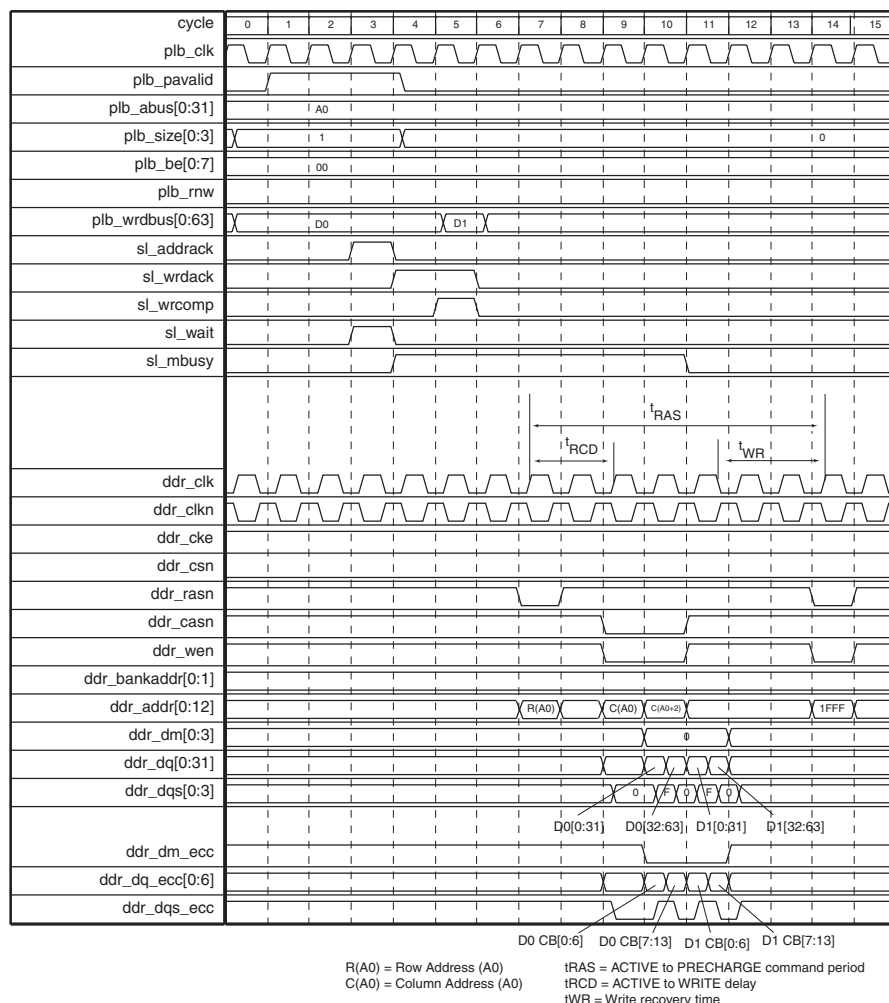 cycle 0 1 2 3 4 5 6 7 8 9 10 11 12 13 14 15
plb_clk
plb_pavalid
plb_abus[0:31] A0
plb_size[0:3] 1 0
plb_be[0:7] 00
plb_rnw
plb_wrdbus[0:63] D0 D1
sl_addrack
sl_wrdack
sl_wrcomp
sl_wait
sl_mbusy
tRAS
tRCD tWR
ddr_clk
ddr_clkn
ddr_cke
ddr_csn
ddr_rasn
ddr_casn
ddr_wen
ddr_bankaddr[0:1]
ddr_addr[0:12] R(A0) C(A0) C(A0+2) 1FFF
ddr_dm[0:3] 0
ddr_dq[0:31]
ddr_dqs[0:3] 0 F 0 F 0
D0[0:31] D0[32:63] D1[0:31] D1[32:63]
ddr_dm_ecc
ddr_dq_ecc[0:6]
ddr_dqs_ecc
D0 CB[0:6] D0 CB[7:13] D1 CB[0:6] D1 CB[7:13]
R(A0) = Row Address (A0) tRAS = ACTIVE to PRECHARGE command period
C(A0) = Column Address (A0) tRCD = ACTIVE to WRITE delay
tWR = Write recovery time